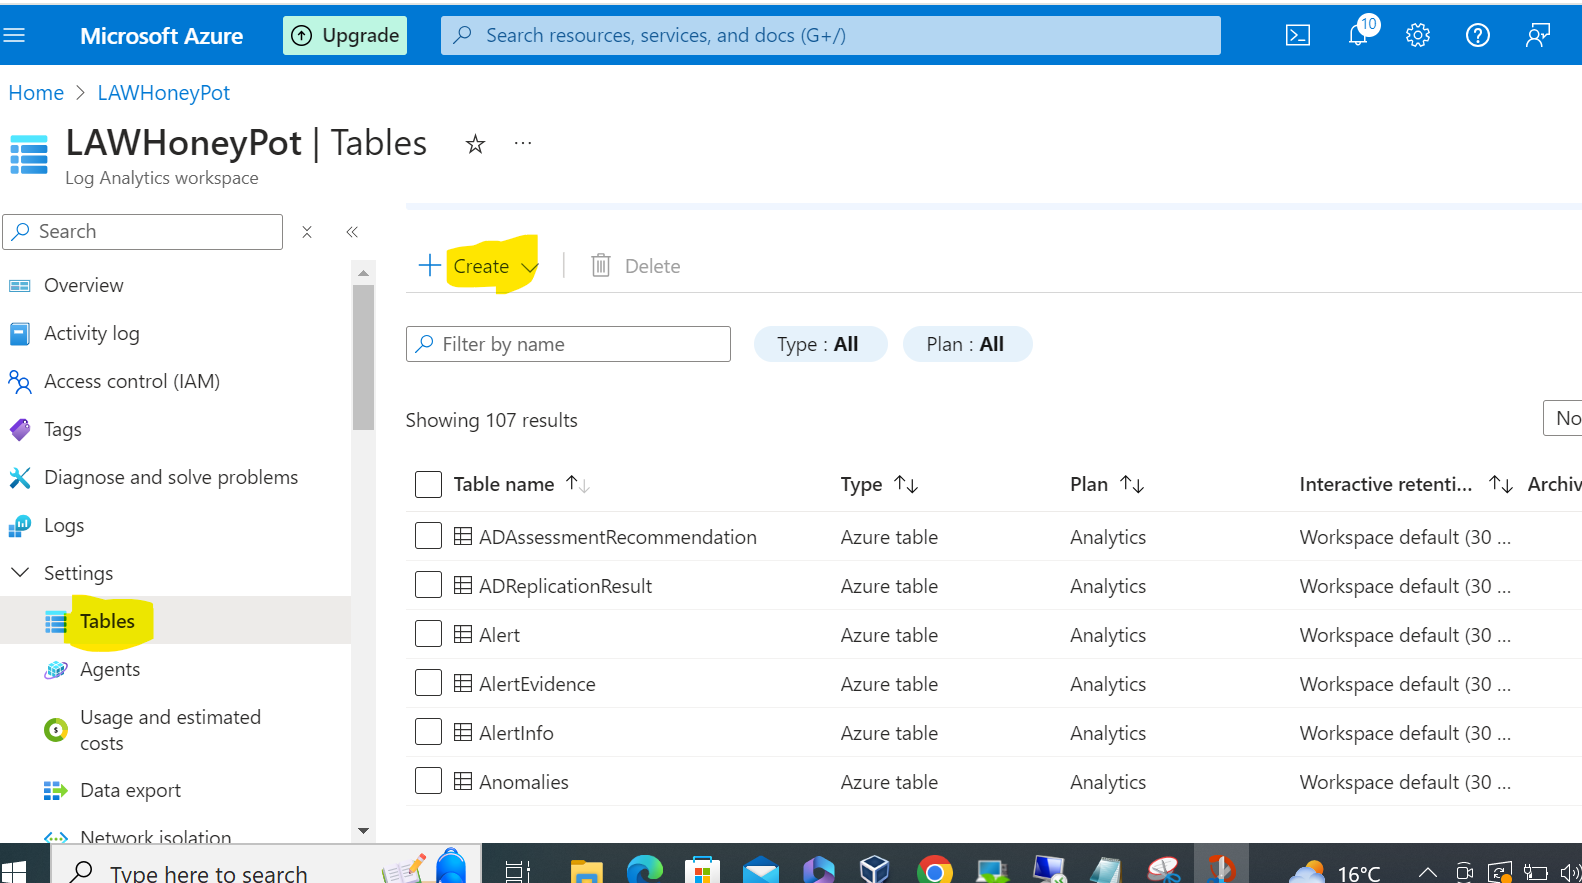 Microsoft Azure
Upgrade
Search resources, services, and docs (G+/)
10
Home > LAWHoneyPot
LAWHoneyPot | Tables
Log Analytics workspace
Search
Overview
Activity log
Access control (IAM)
Tags
Diagnose and solve problems
Logs
Settings
Tables
Agents
Usage and estimated
costs
Data export
Network isolation
Create
Delete
Filter by name
Type : All
Plan : All
Showing 107 results
No
Table name Type Plan Interactive retenti... Archiv
ADAssessmentRecommendation Azure table Analytics Workspace default (30 ...
ADReplicationResult Azure table Analytics Workspace default (30 ...
Alert Azure table Analytics Workspace default (30 ...
AlertEvidence Azure table Analytics Workspace default (30 ...
AlertInfo Azure table Analytics Workspace default (30 ...
Anomalies Azure table Analytics Workspace default (30 ...
Type here to search
16°C